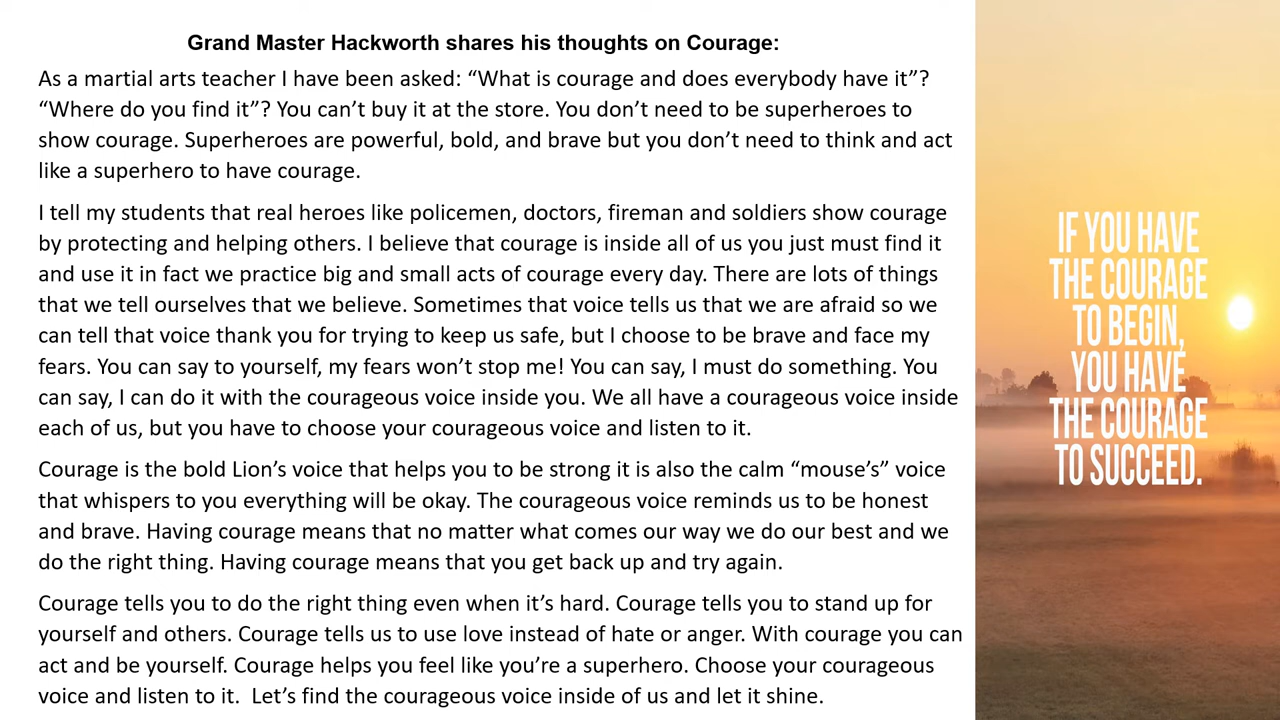 Grand Master Hackworth shares his thoughts on Courage:
As a martial arts teacher I have been asked: “What is courage and does everybody have it”?
“Where do you find it”? You can’t buy it at the store. You don’t need to be superheroes to
show courage. Superheroes are powerful, bold, and brave but you don’t need to think and act
like a superhero to have courage.
I tell my students that real heroes like policemen, doctors, fireman and soldiers show courage
by protecting and helping others. I believe that courage is inside all of us you just must find it
and use it in fact we practice big and small acts of courage every day. There are lots of things
that we tell ourselves that we believe. Sometimes that voice tells us that we are afraid so we
can tell that voice thank you for trying to keep us safe, but I choose to be brave and face my
fears. You can say to yourself, my fears won’t stop me! You can say, I must do something. You
can say, I can do it with the courageous voice inside you. We all have a courageous voice inside
each of us, but you have to choose your courageous voice and listen to it.
Courage is the bold Lion’s voice that helps you to be strong it is also the calm “mouse’s” voice
that whispers to you everything will be okay. The courageous voice reminds us to be honest
and brave. Having courage means that no matter what comes our way we do our best and we
do the right thing. Having courage means that you get back up and try again.
Courage tells you to do the right thing even when it’s hard. Courage tells you to stand up for
yourself and others. Courage tells us to use love instead of hate or anger. With courage you can
act and be yourself. Courage helps you feel like you’re a superhero. Choose your courageous
voice and listen to it.  Let’s find the courageous voice inside of us and let it shine.
IF YOU HAVE
THE COURAGE
TO BEGIN,
YOU HAVE
THE COURAGE
TO SUCCEED.